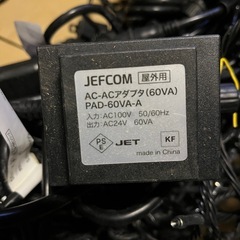 JEFCOM 屋外用
AC-ACアダプタ(60VA)
PAD-60VA-A
入力 AC100V 50/60Hz
出力 AC24V 60VA
PS E JET KF
made in China